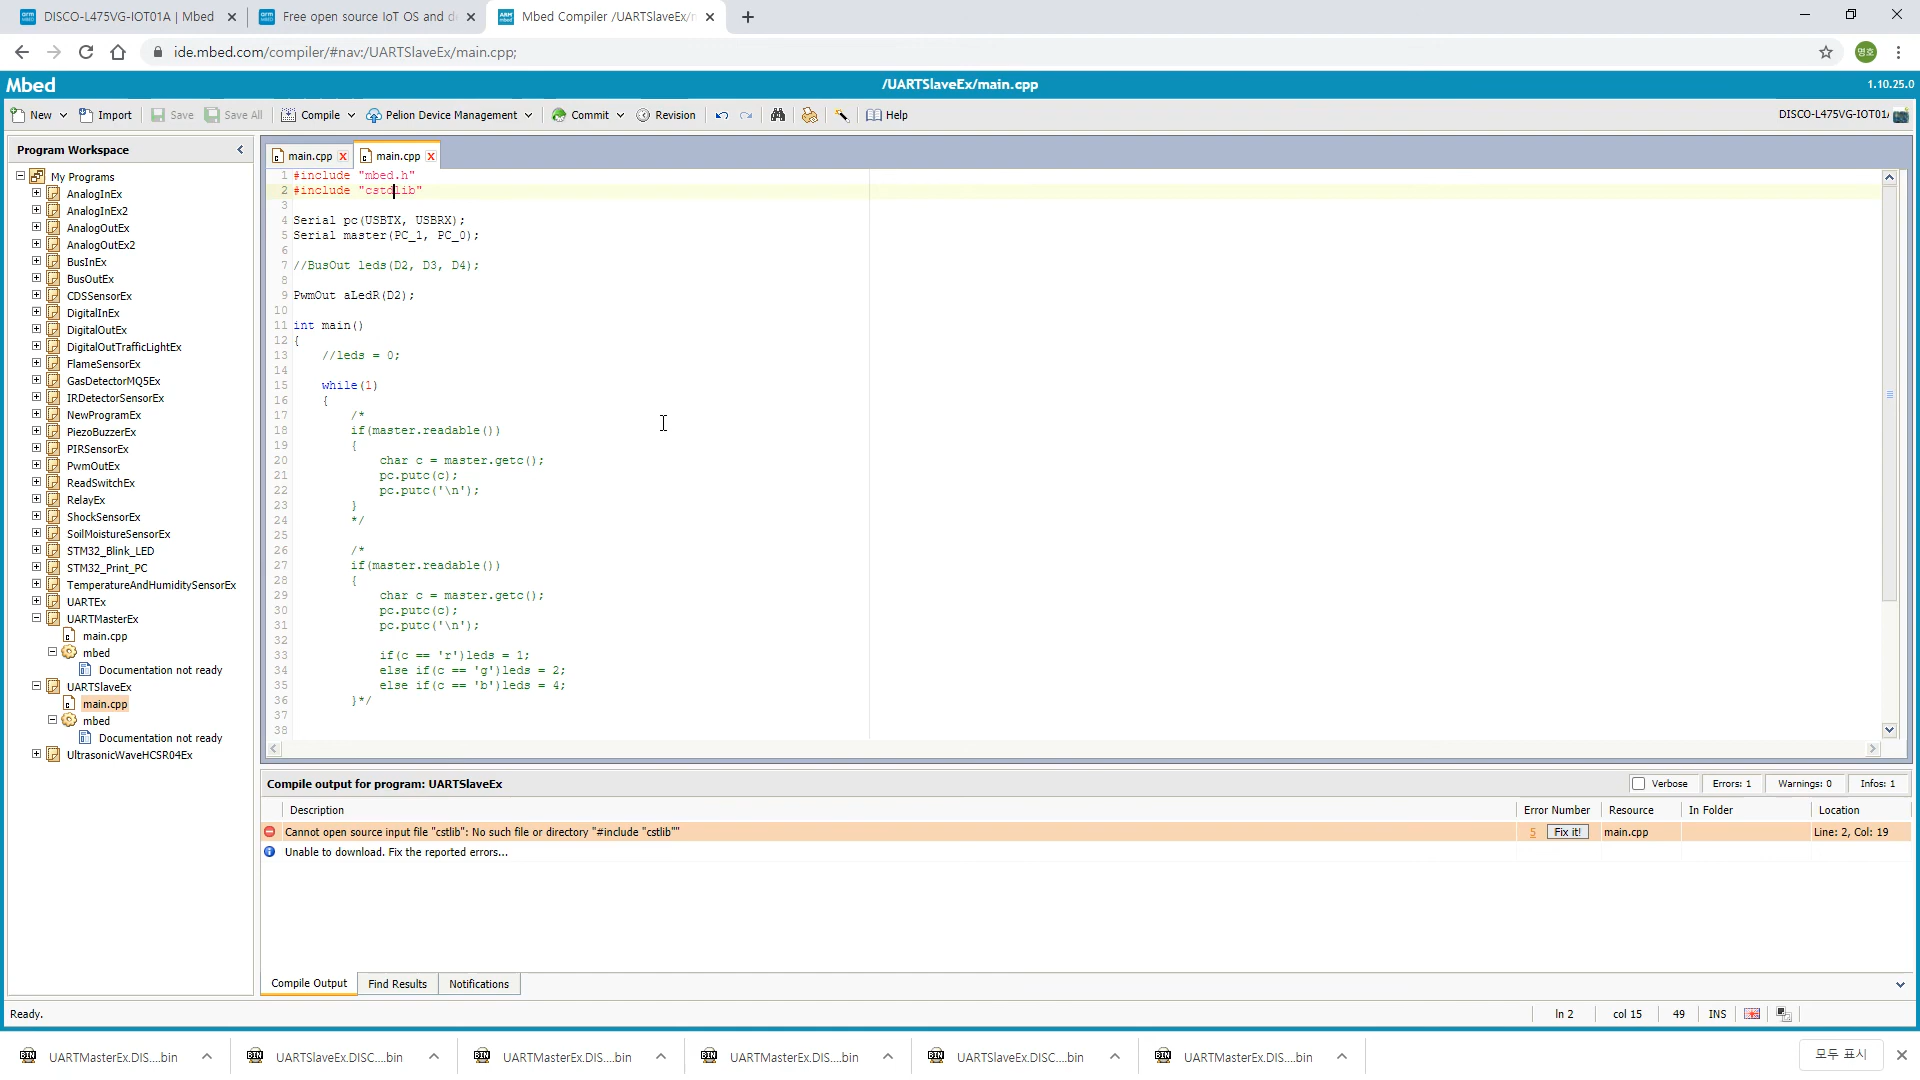 DISCO-L475VG-IOT01A | Mbed
Free open source IoT OS and d
Mbed Compiler /UARTSlaveEx/
ide.mbed.com/compiler/#nav:/UARTSlaveEx/main.cpp;
명호
Mbed
/UARTSlaveEx/main.cpp
1.10.25.0
New
Import
Save
Save All
Compile
Pelion Device Management
Commit
Revision
Help
DISCO-L475VG-IOT01
Program Workspace
My Programs
AnalogInEx
AnalogInEx2
AnalogOutEx
AnalogOutEx2
BusInEx
BusOutEx
CDSSensorEx
DigitalInEx
DigitalOutEx
DigitalOutTrafficLightEx
FlameSensorEx
GasDetectorMQ5Ex
IRDetectorSensorEx
NewProgramEx
PiezoBuzzerEx
PIRSensorEx
PwmOutEx
ReadSwitchEx
RelayEx
ShockSensorEx
SoilMoistureSensorEx
STM32_Blink_LED
STM32_Print_PC
TemperatureAndHumiditySensorEx
UARTEx
UARTMasterEx
main.cpp
mbed
Documentation not ready
UARTSlaveEx
main.cpp
mbed
Documentation not ready
UltrasonicWaveHCSR04Ex
main.cpp
main.cpp
1 #include "mbed.h"
2 #include "cstdlib"
3
4 Serial pc(USBTX, USBRX);
5 Serial master(PC_1, PC_0);
6
7 //BusOut leds(D2, D3, D4);
8
9 PwmOut aLedR(D2);
10
11 int main()
12 {
13 //leds = 0;
14
15 while(1)
16 {
17 /*
18 if(master.readable())
19 {
20 char c = master.getc();
21 pc.putc(c);
22 pc.putc('\n');
23 }
24 */
25
26 /*
27 if(master.readable())
28 {
29 char c = master.getc();
30 pc.putc(c);
31 pc.putc('\n');
32
33 if(c == 'r')leds = 1;
34 else if(c == 'g')leds = 2;
35 else if(c == 'b')leds = 4;
36 }*/
37
38
Compile output for program: UARTSlaveEx
Verbose
Errors: 1
Warnings: 0
Infos: 1
Description
Error Number
Resource
In Folder
Location
Cannot open source input file "cstlib": No such file or directory "#include "cstlib""
5
Fix it!
main.cpp
Line: 2, Col: 19
Unable to download. Fix the reported errors...
Compile Output
Find Results
Notifications
Ready.
ln 2
col 15
49
INS
UARTMasterEx.DIS....bin
UARTSlaveEx.DISC....bin
UARTMasterEx.DIS....bin
UARTMasterEx.DIS....bin
UARTSlaveEx.DISC....bin
UARTMasterEx.DIS....bin
모두 표시